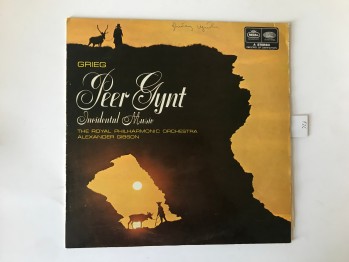 GRIEG
Peer Gynt
Incidental Music
THE ROYAL PHILHARMONIC ORCHESTRA
ALEXANDER GIBSON